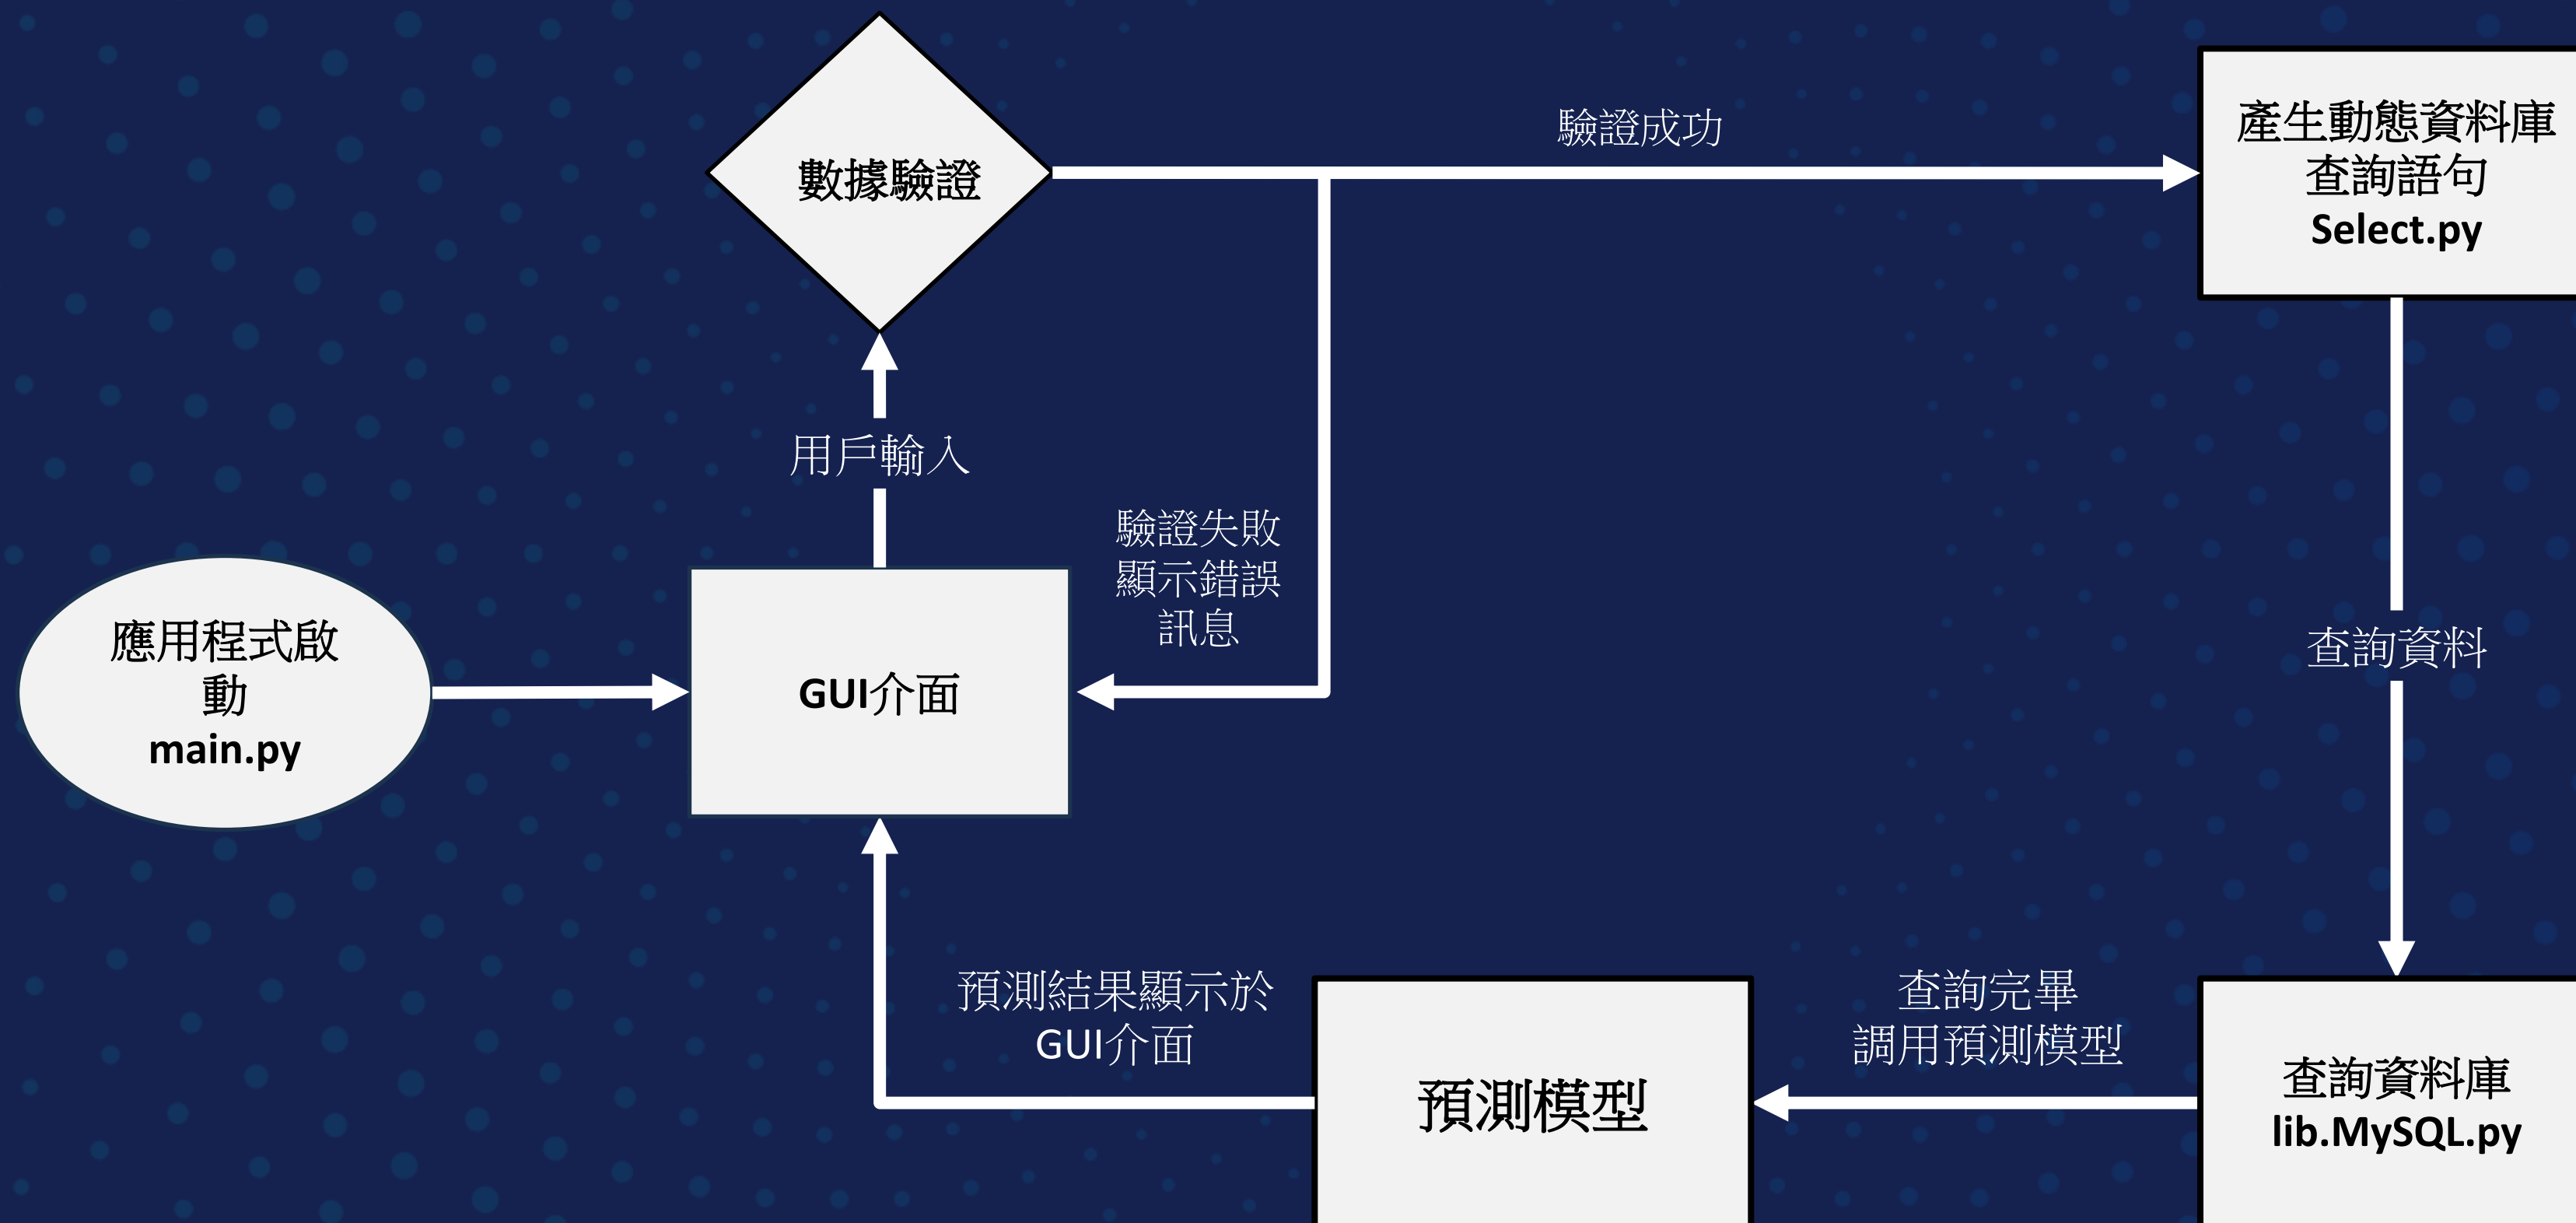 數據驗證
驗證成功
產生動態資料庫
查詢語句
Select.py
用戶輸入
驗證失敗
顯示錯誤
訊息
應用程式啟
動
main.py
GUI介面
查詢資料
預測結果顯示於
GUI介面
預測模型
查詢完畢
調用預測模型
查詢資料庫
lib.MySQL.py